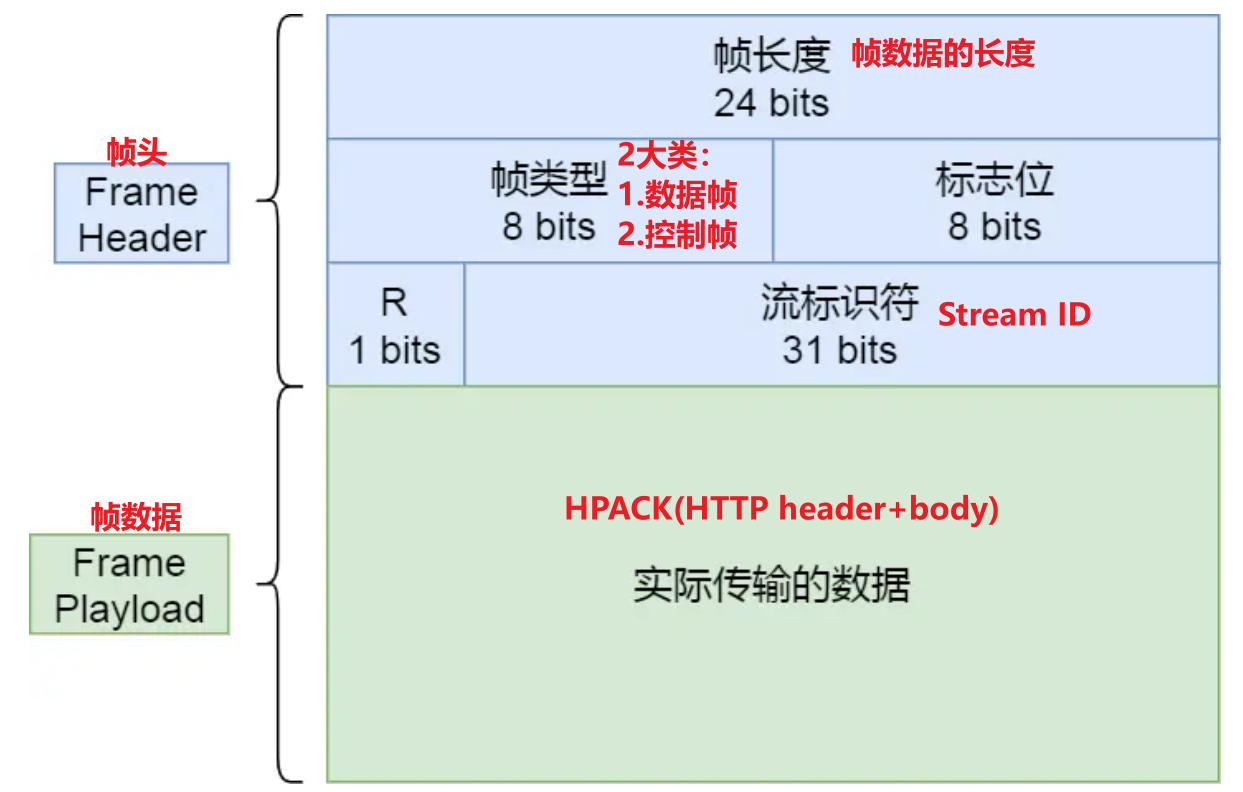 帧长度 帧数据的长度
24 bits
帧头
Frame
Header
帧类型
8 bits
2大类：
1.数据帧
2.控制帧
标志位
8 bits
R
1 bits
流标识符 Stream ID
31 bits
帧数据
Frame
Playload
HPACK(HTTP header+body)
实际传输的数据